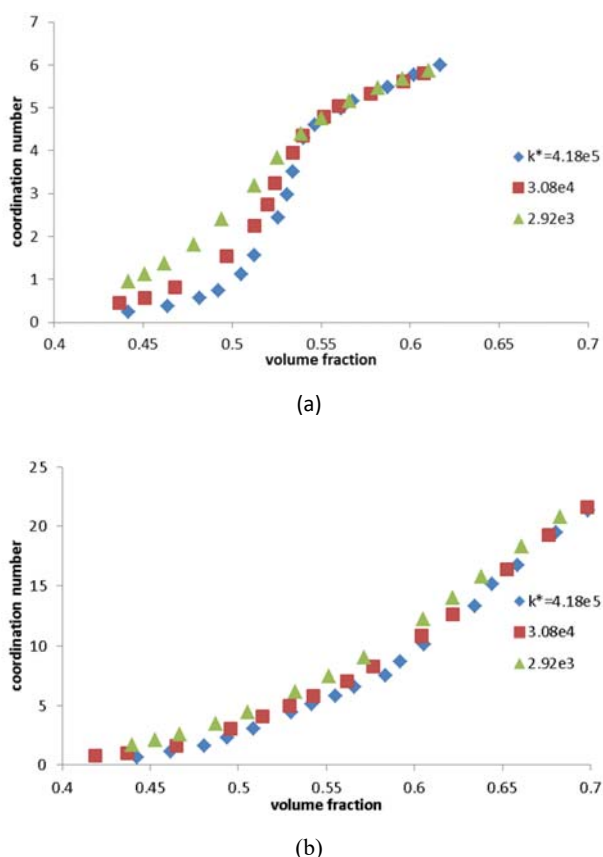 7
6
5
4
3
2
1
0
coordination number
0.4 0.45 0.5 0.55 0.6 0.65 0.7
volume fraction
k*=4.18e5
3.08e4
2.92e3
(a)
25
20
15
10
5
0
coordination number
0.4 0.45 0.5 0.55 0.6 0.65 0.7
volume fraction
k*=4.18e5
3.08e4
2.92e3
(b)